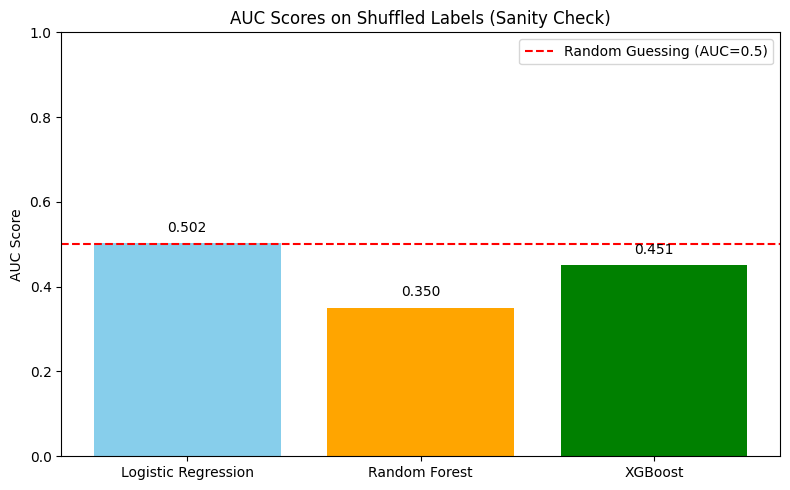 AUC Scores on Shuffled Labels (Sanity Check)
Random Guessing (AUC=0.5)
AUC Score
1.0
0.8
0.6
0.4
0.2
0.0
0.502
0.350
0.451
Logistic Regression
Random Forest
XGBoost